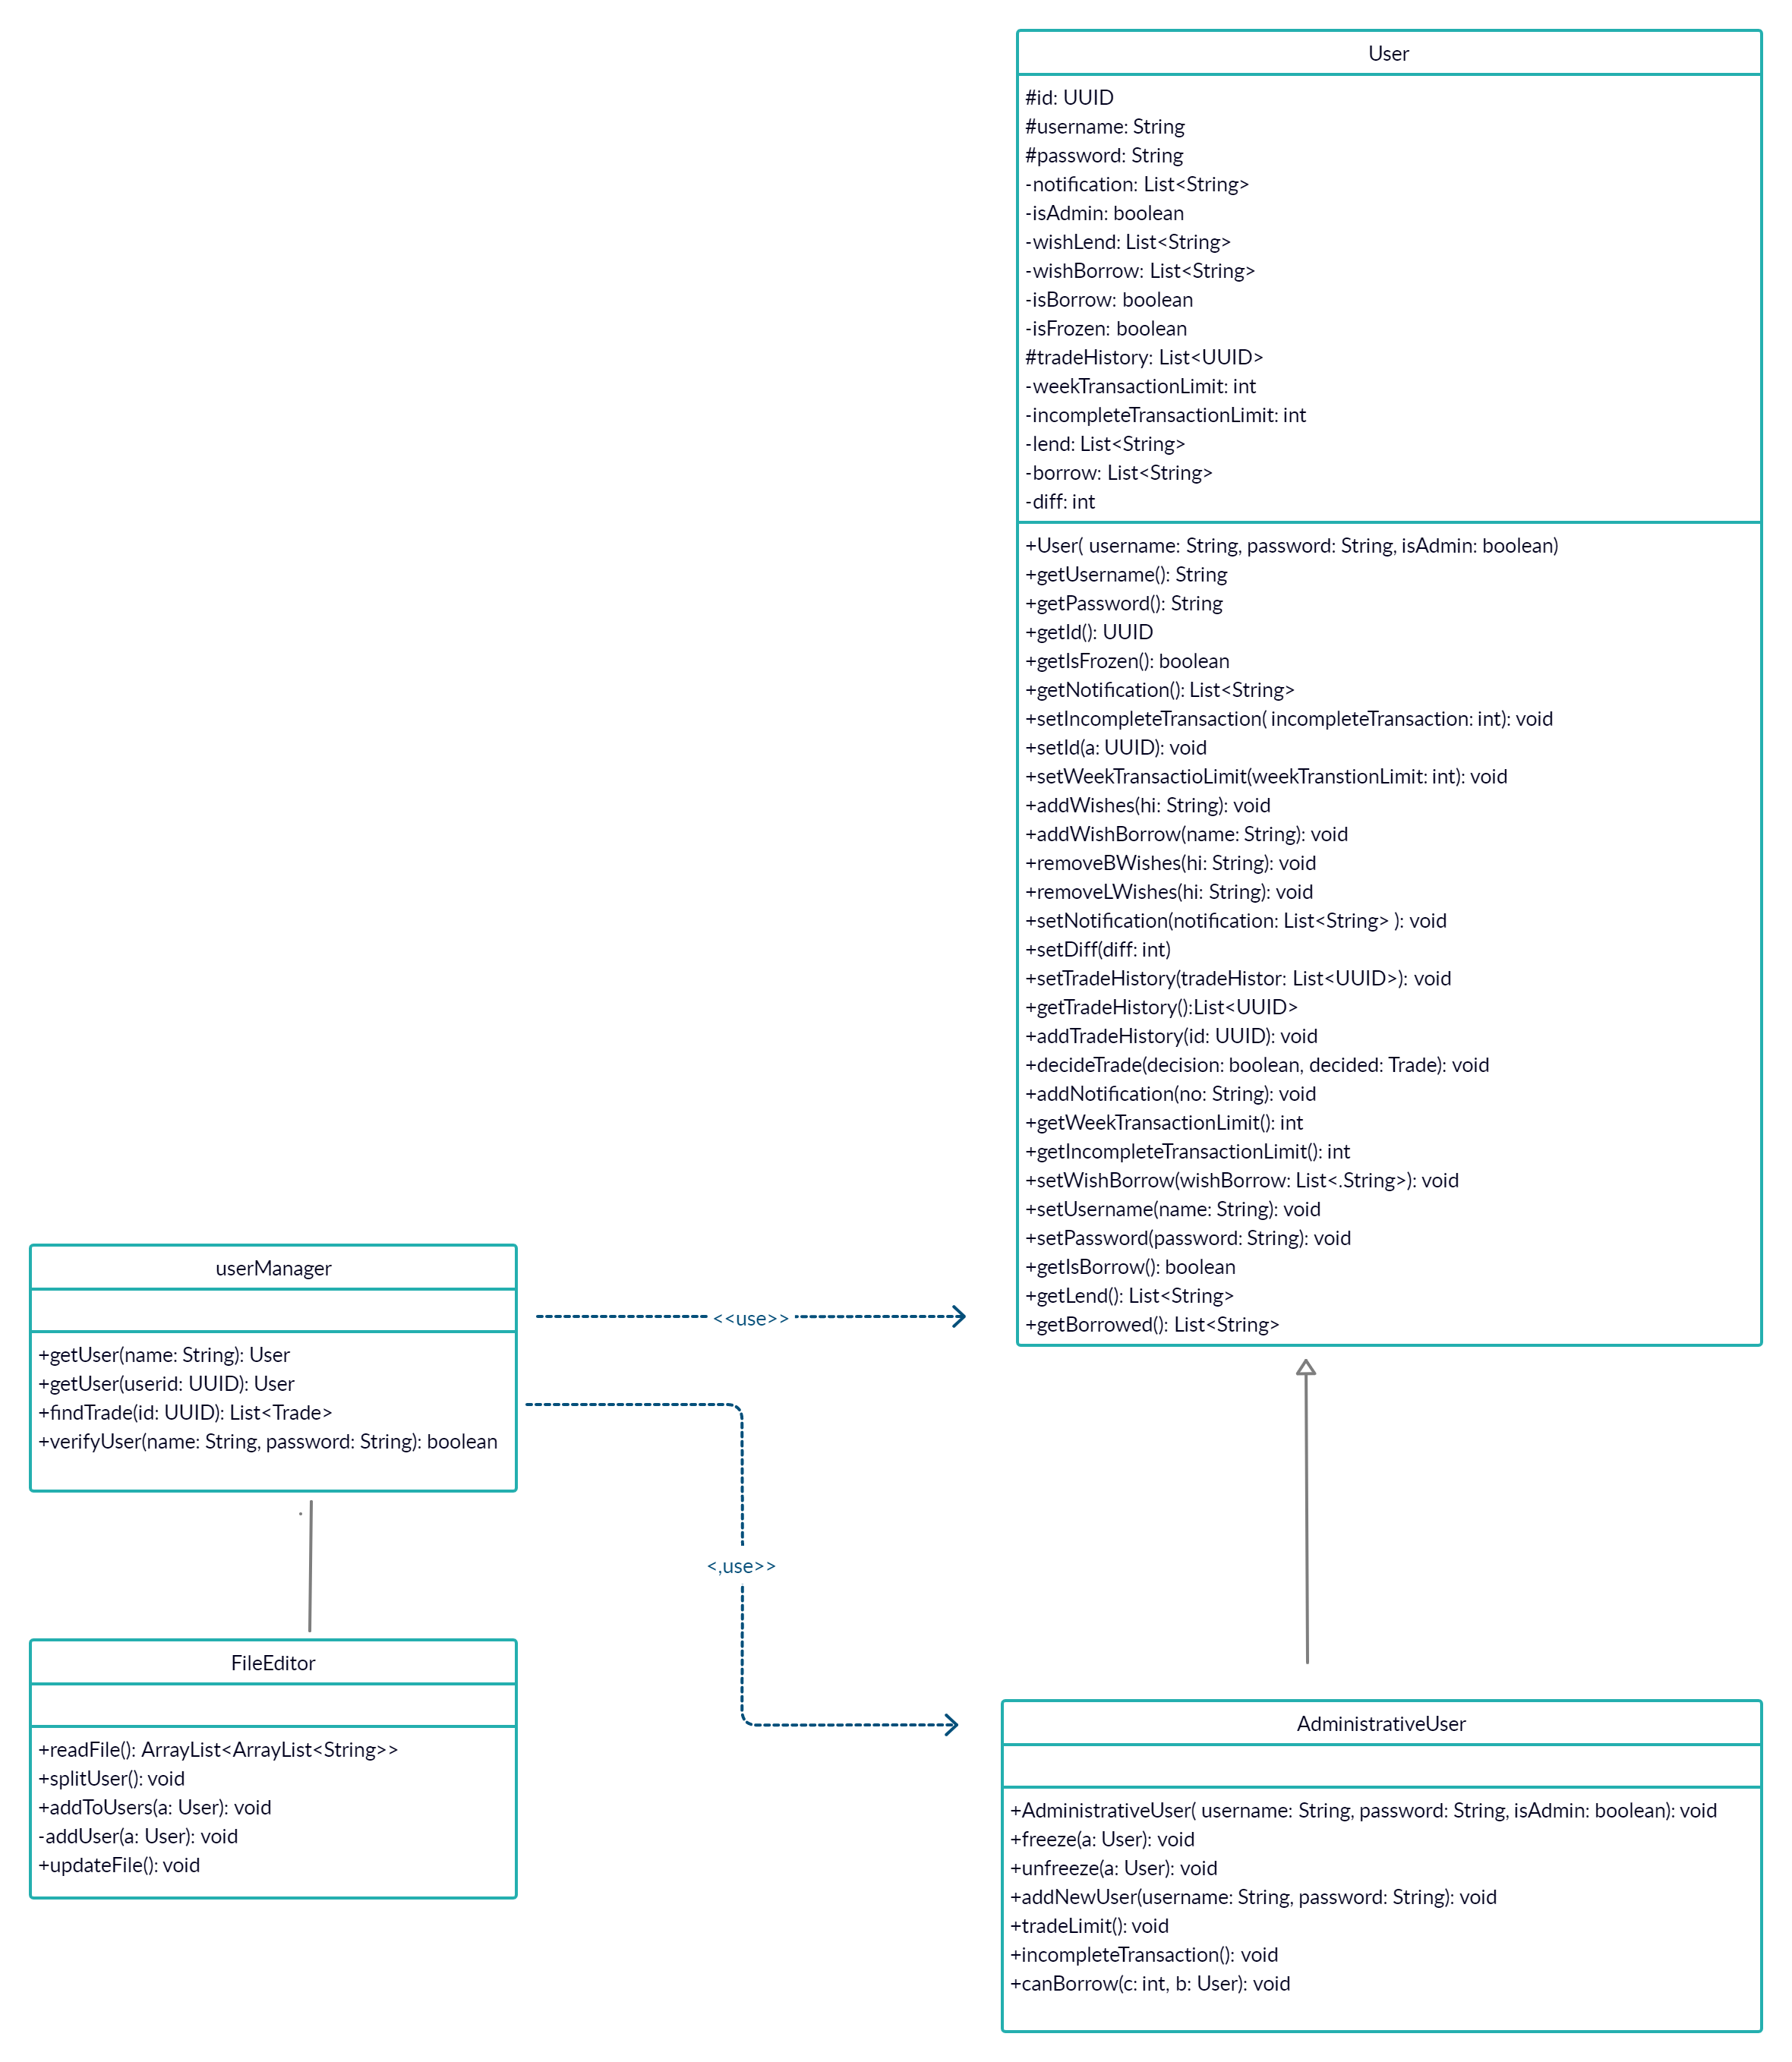 User
#id: UUID
#username: String
#password: String
-notification: List<String>
-isAdmin: boolean
-wishLend: List<String>
-wishBorrow: List<String>
-isBorrow: boolean
-isFrozen: boolean
#tradeHistory: List<UUID>
-weekTransactionLimit: int
-incompleteTransactionLimit: int
-lend: List<String>
-borrow: List<String>
-diff: int
+User( username: String, password: String, isAdmin: boolean)
+getUsername(): String
+getPassword(): String
+getId(): UUID
+getIsFrozen(): boolean
+getNotification(): List<String>
+setIncompleteTransaction( incompleteTransaction: int): void
+setId(a: UUID): void
+setWeekTransactioLimit(weekTranstionLimit: int): void
+addWishes(hi: String): void
+addWishBorrow(name: String): void
+removeBWishes(hi: String): void
+removeLWishes(hi: String): void
+setNotification(notification: List<String> ): void
+setDiff(diff: int)
+setTradeHistory(tradeHistor: List<UUID>): void
+getTradeHistory():List<UUID>
+addTradeHistory(id: UUID): void
+decideTrade(decision: boolean, decided: Trade): void
+addNotification(no: String): void
+getWeekTransactionLimit(): int
+getIncompleteTransactionLimit(): int
+setWishBorrow(wishBorrow: List<.String>): void
+setUsername(name: String): void
+setPassword(password: String): void
+getIsBorrow(): boolean
+getLend(): List<String>
+getBorrowed(): List<String>
userManager
+getUser(name: String): User
+getUser(userid: UUID): User
+findTrade(id: UUID): List<Trade>
+verifyUser(name: String, password: String): boolean
<<use>>
<,use>>
FileEditor
+readFile(): ArrayList<ArrayList<String>>
+splitUser(): void
+addToUsers(a: User): void
-addUser(a: User): void
+updateFile(): void
AdministrativeUser
+AdministrativeUser( username: String, password: String, isAdmin: boolean): void
+freeze(a: User): void
+unfreeze(a: User): void
+addNewUser(username: String, password: String): void
+tradeLimit(): void
+incompleteTransaction(): void
+canBorrow(c: int, b: User): void